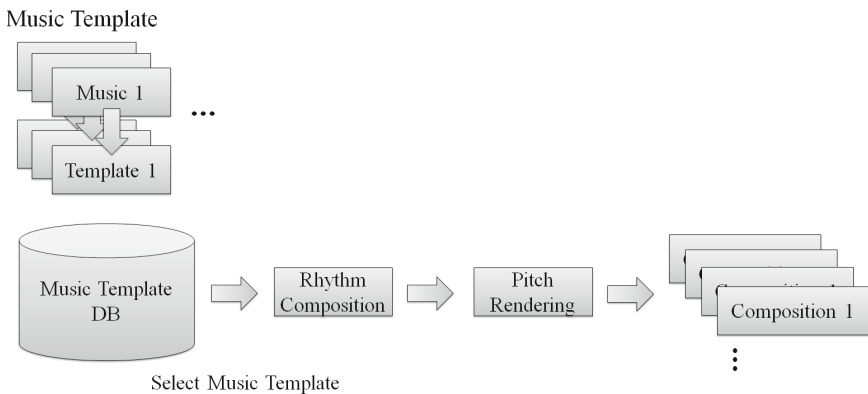 Music Template
Music 1
...
Template 1
Music Template
DB
Rhythm
Composition
Pitch
Rendering
Composition 1
Select Music Template